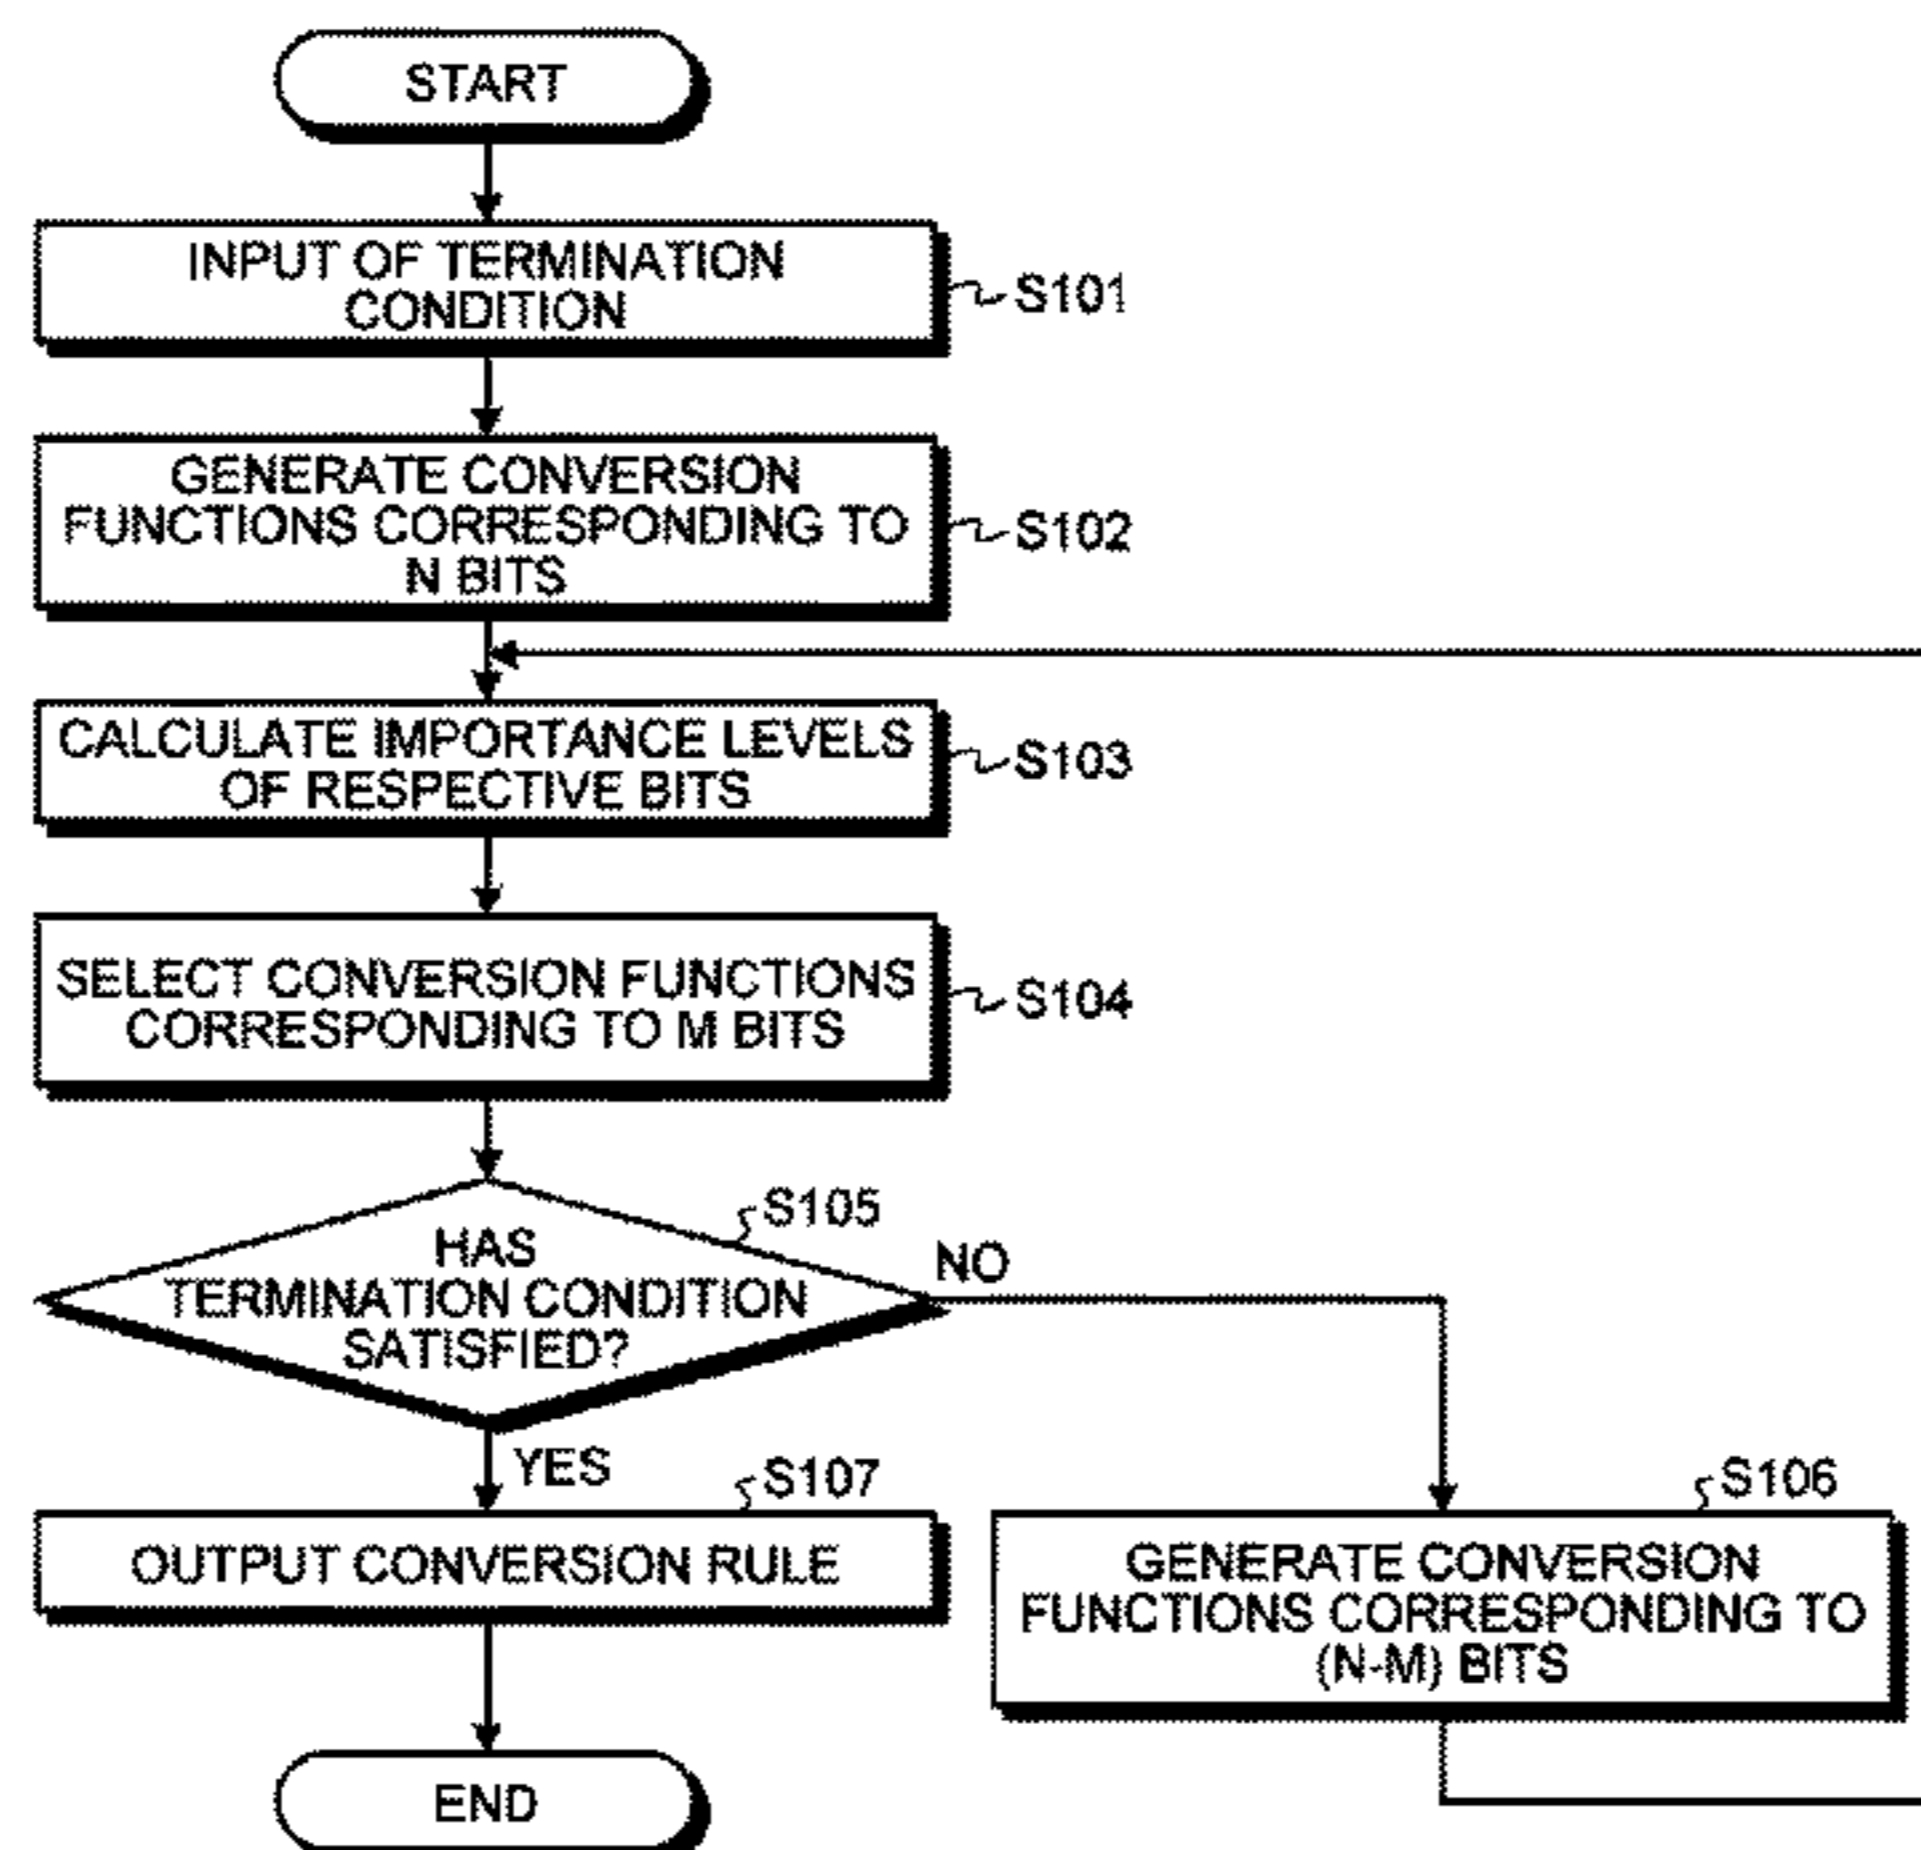 START
INPUT OF TERMINATION
CONDITION
S101
GENERATE CONVERSION
FUNCTIONS CORRESPONDING TO
N BITS
S102
CALCULATE IMPORTANCE LEVELS
OF RESPECTIVE BITS
S103
SELECT CONVERSION FUNCTIONS
CORRESPONDING TO M BITS
S104
S105
HAS
TERMINATION CONDITION
SATISFIED?
NO
YES
S107
OUTPUT CONVERSION RULE
S106
GENERATE CONVERSION
FUNCTIONS CORRESPONDING TO
(N-M) BITS
END